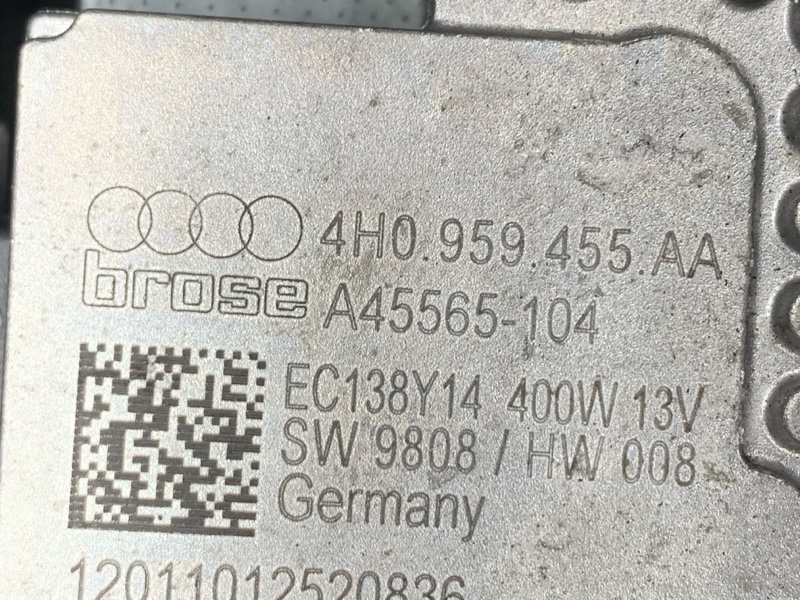 4H0.959.455.AA
brose A45565-104
EC138Y14 400W 13V
SW 9808 / HW 008
Germany
12011012520836